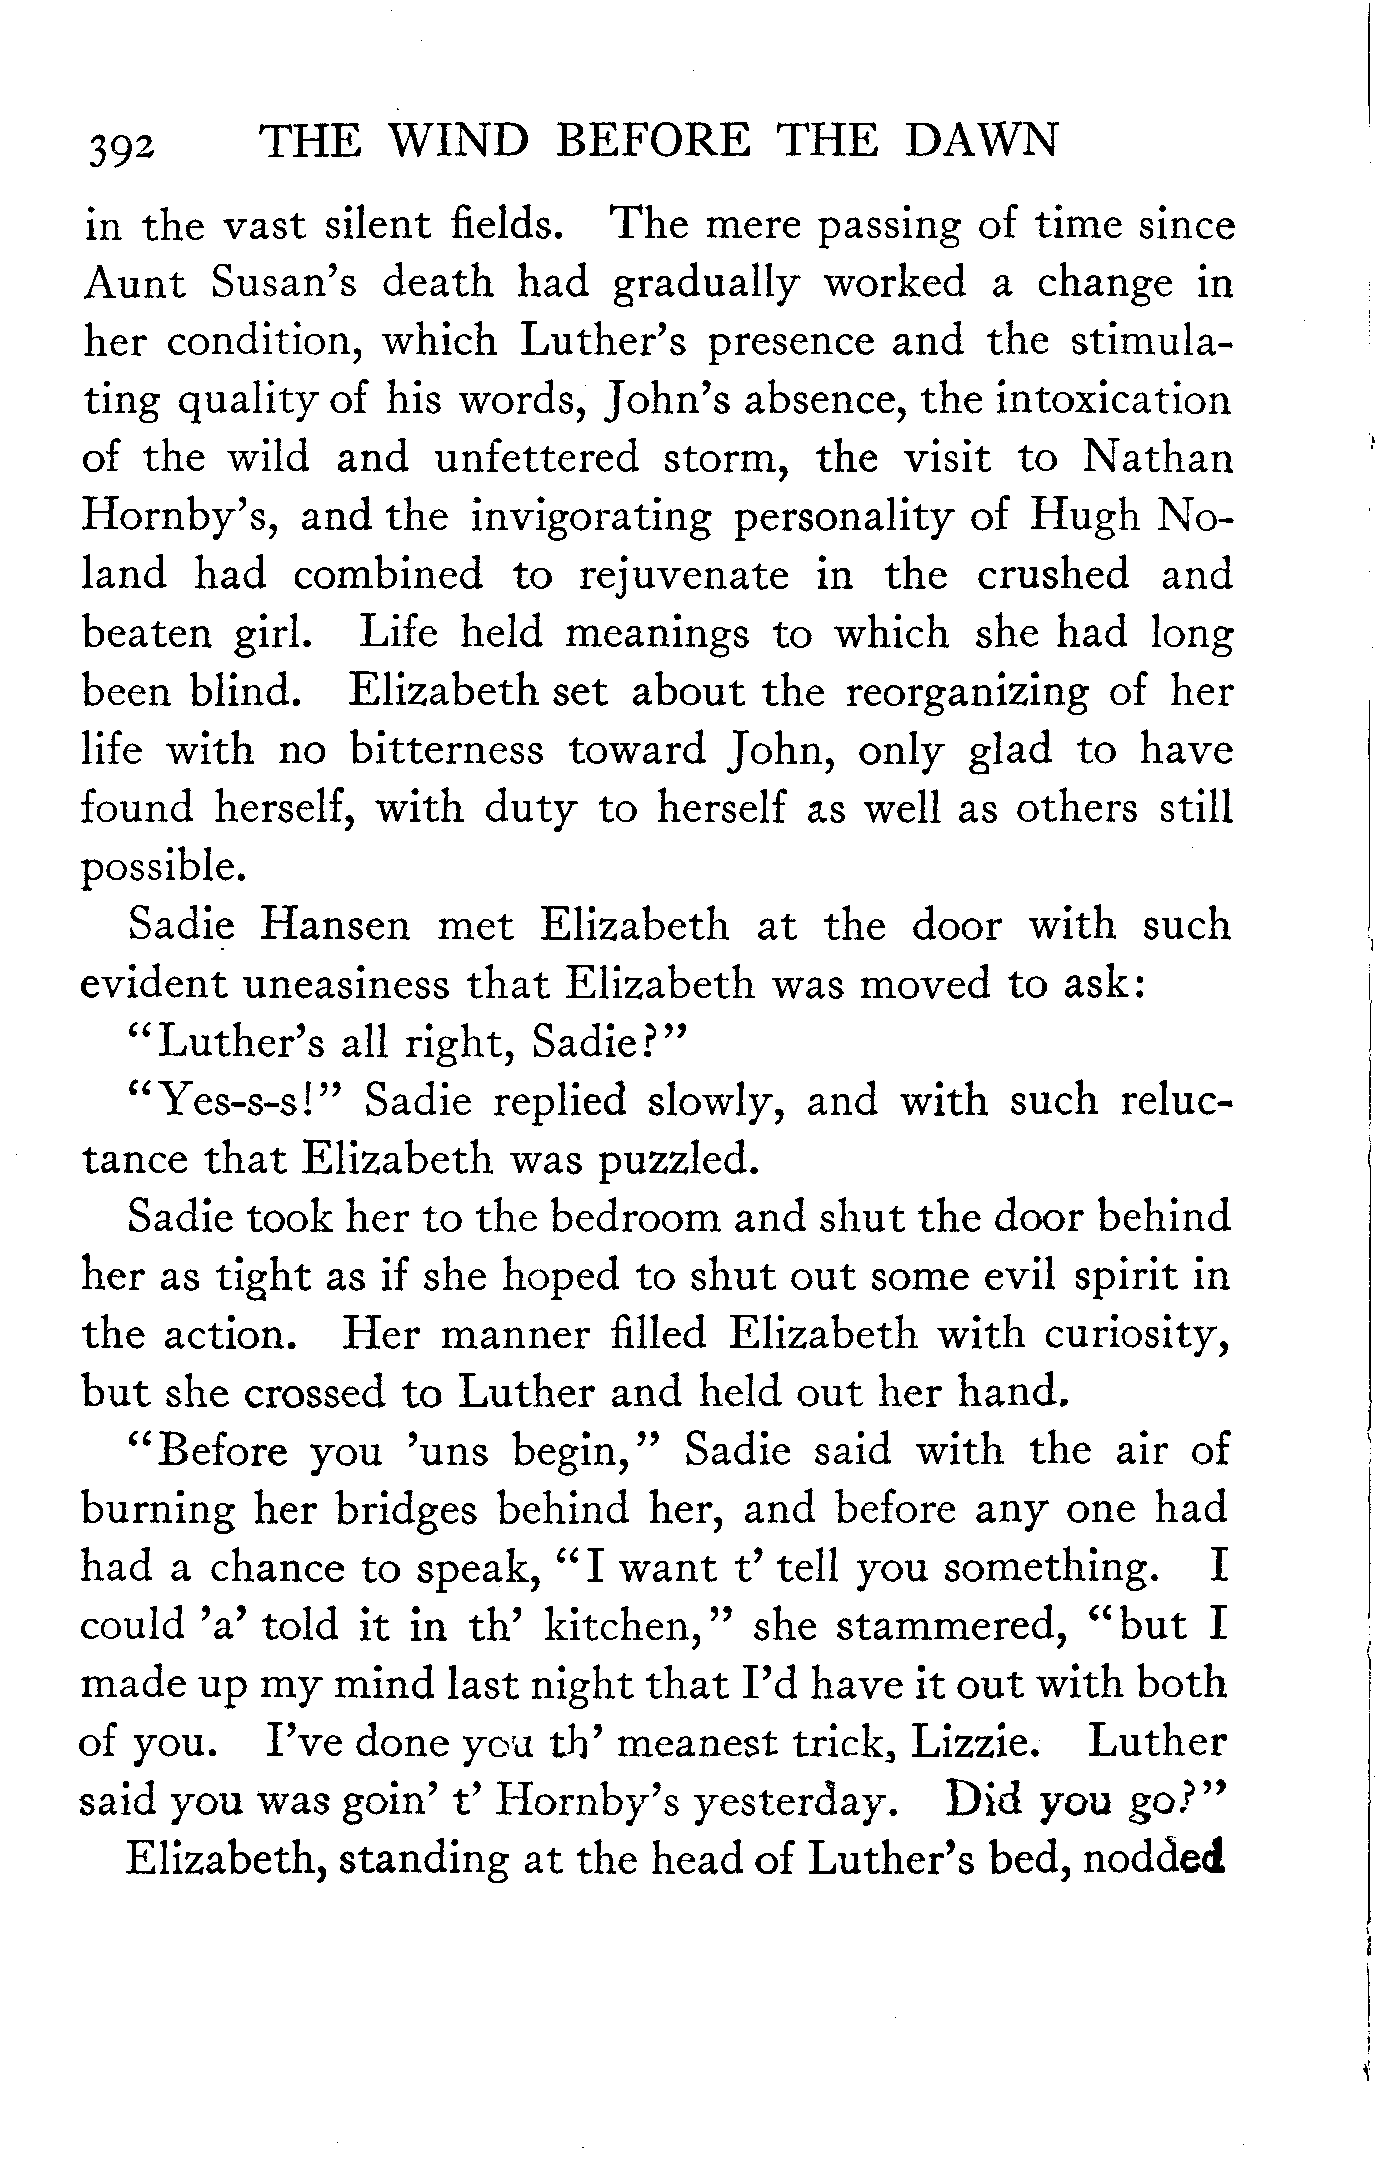 392 THE WIND BEFORE THE DAWN
in the vast silent fields. The mere passing of time since
Aunt Susan's death had gradually worked a change in
her condition, which Luther's presence and the stimula-
ting quality of his words, John's absence, the intoxication
of the wild and unfettered storm, the visit to Nathan
Hornby's, and the invigorating personality of Hugh No-
land had combined to rejuvenate in the crushed and
beaten girl. Life held meanings to which she had long
been blind. Elizabeth set about the reorganizing of her
life with no bitterness toward John, only glad to have
found herself, with duty to herself as well as others still
possible.
Sadie Hansen met Elizabeth at the door with such
evident uneasiness that Elizabeth was moved to ask:
“Luther's all right, Sadie?”
“Yes-s-s!” Sadie replied slowly, and with such reluc-
tance that Elizabeth was puzzled.
Sadie took her to the bedroom and shut the door behind
her as tight as if she hoped to shut out some evil spirit in
the action. Her manner filled Elizabeth with curiosity,
but she crossed to Luther and held out her hand.
“Before you 'uns begin,” Sadie said with the air of
burning her bridges behind her, and before any one had
had a chance to speak, “I want t' tell you something. I
could 'a' told it in th' kitchen,” she stammered, “but I
made up my mind last night that I'd have it out with both
of you. I've done you th' meanest trick, Lizzie. Luther
said you was goin' t' Hornby's yesterday. Did you go?”
Elizabeth, standing at the head of Luther's bed, nodded